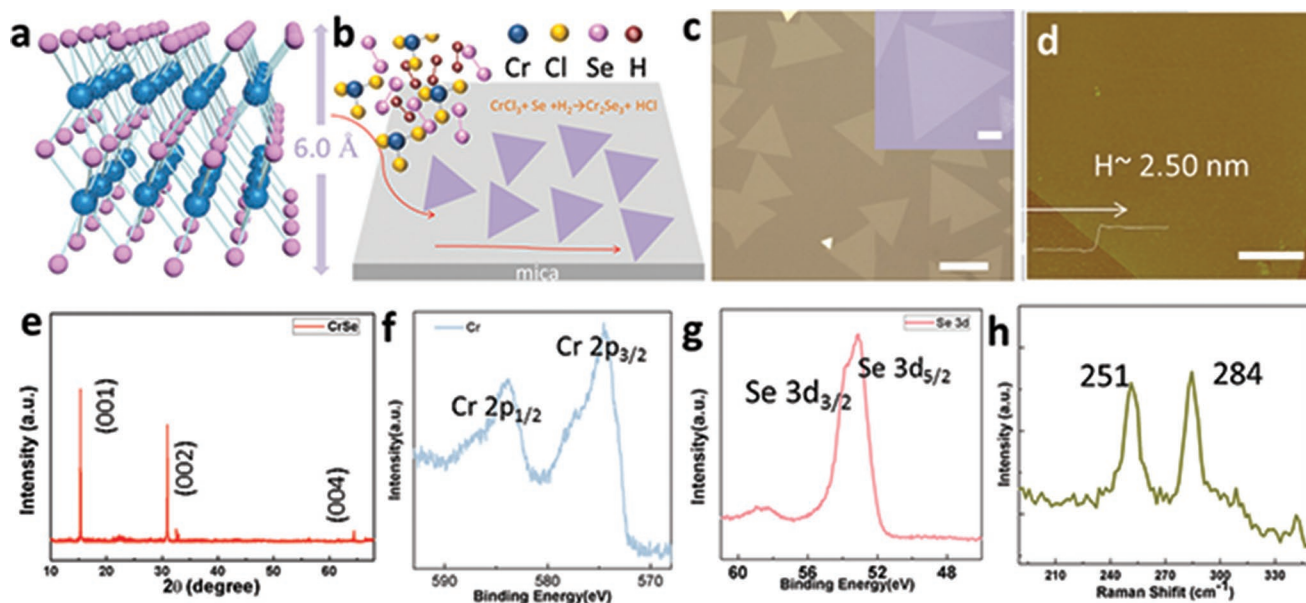 a
6.0 Å
b
Cr Cl Se H
CrCl₃+ Se +H₂→Cr₂Se₃+ HCl
mica
c
d
H~ 2.50 nm
e
CrSe
(001)
(002)
(004)
Intensity (a.u.)
10 20 30 40 50 60
2θ (degree)
f
Cr
Cr 2p₃/₂
Cr 2p₁/₂
Intensity(a.u.)
590 580 570
Binding Energy(eV)
g
Se 3d
Se 3d₅/₂
Se 3d₃/₂
Intensity(a.u.)
60 56 52 48
Binding Energy(eV)
h
251 284
Intensity (a.u.)
210 240 270 300 330
Raman Shifit (cm⁻¹)